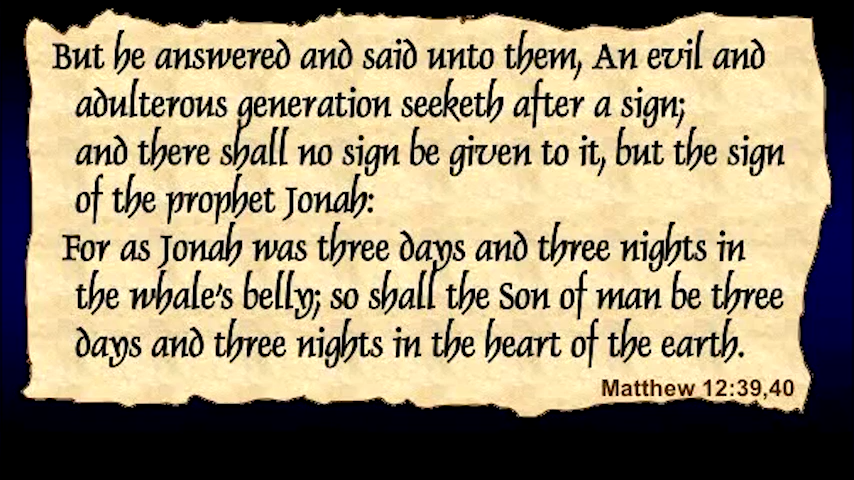 But he answered and said unto them, An evil and
adulterous generation seeketh after a sign;
and there shall no sign be given to it, but the sign
of the prophet Jonah:
For as Jonah was three days and three nights in
the whale's belly; so shall the Son of man be three
days and three nights in the heart of the earth.
Matthew 12:39,40